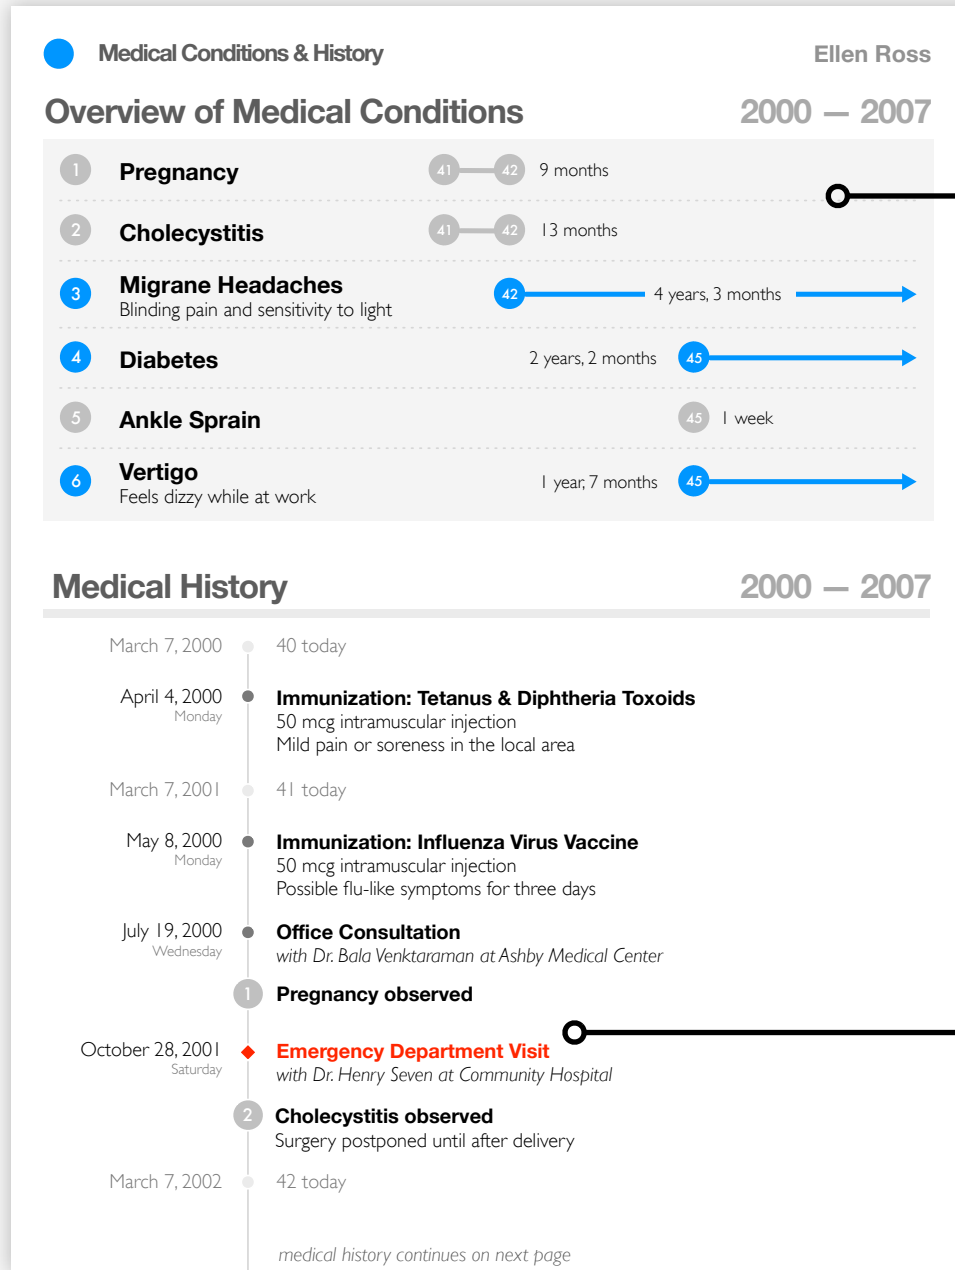 Medical Conditions & History
Ellen Ross
Overview of Medical Conditions
2000 — 2007
1 Pregnancy 41 42 9 months
2 Cholecystitis 41 42 13 months
3 Migrane Headaches 42 4 years, 3 months
Blinding pain and sensitivity to light
4 Diabetes 2 years, 2 months 45
5 Ankle Sprain 45 1 week
6 Vertigo 1 year, 7 months 45
Feels dizzy while at work
Medical History
2000 — 2007
March 7, 2000 40 today
April 4, 2000 Immunization: Tetanus & Diphtheria Toxoids
Monday 50 mcg intramuscular injection
Mild pain or soreness in the local area
March 7, 2001 41 today
May 8, 2000 Immunization: Influenza Virus Vaccine
Monday 50 mcg intramuscular injection
Possible flu-like symptoms for three days
July 19, 2000 Office Consultation
Wednesday with Dr. Bala Venktaraman at Ashby Medical Center
1 Pregnancy observed
October 28, 2001 Emergency Department Visit
Saturday with Dr. Henry Seven at Community Hospital
2 Cholecystitis observed
Surgery postponed until after delivery
March 7, 2002 42 today
medical history continues on next page